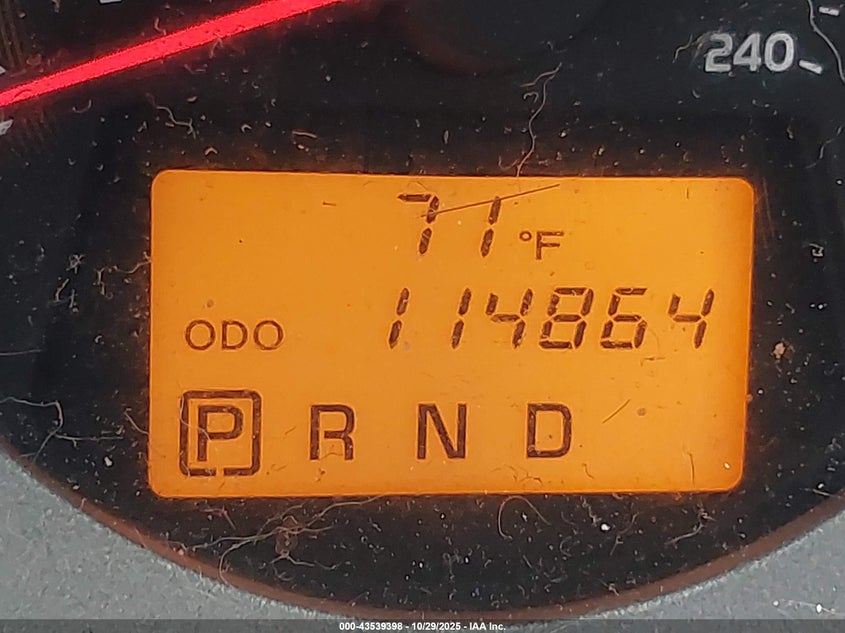 240
71 °F
ODO 114864
P R N D
000-43539398 - 10/29/2025 - IAA Inc.